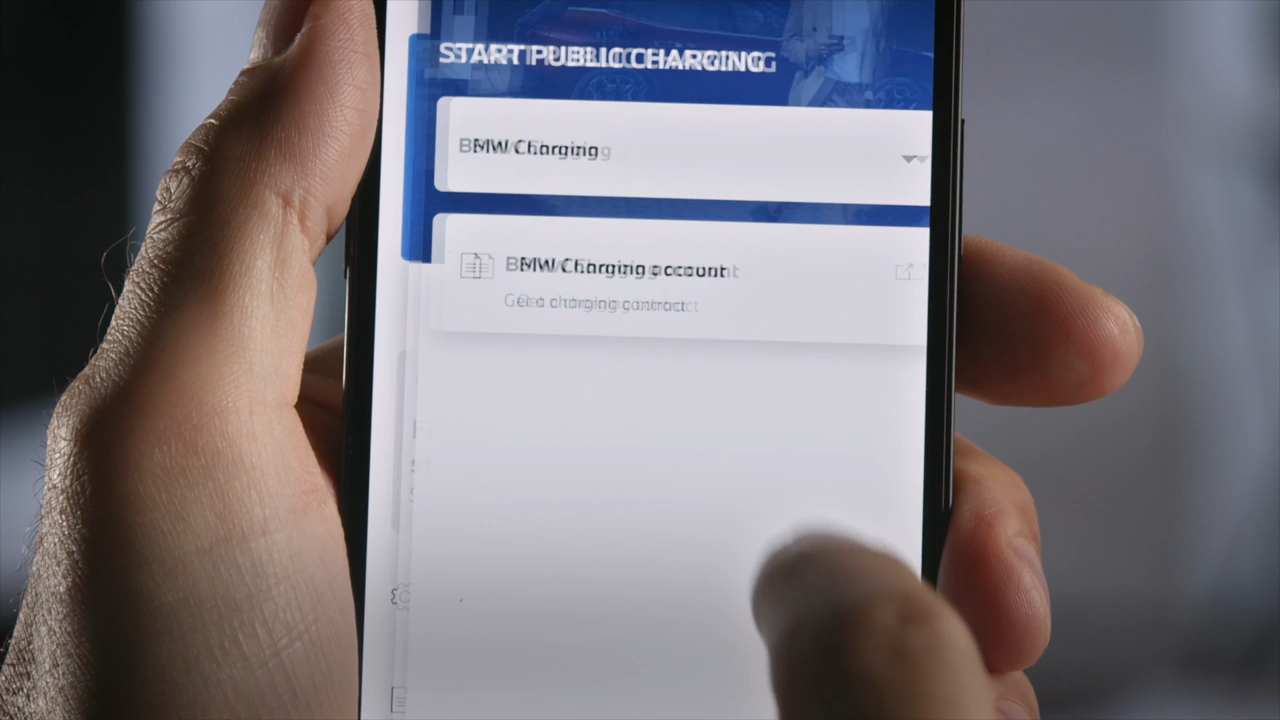 START PUBLIC CHARGING
BMW Charging
BMW Charging account
Get a charging contract